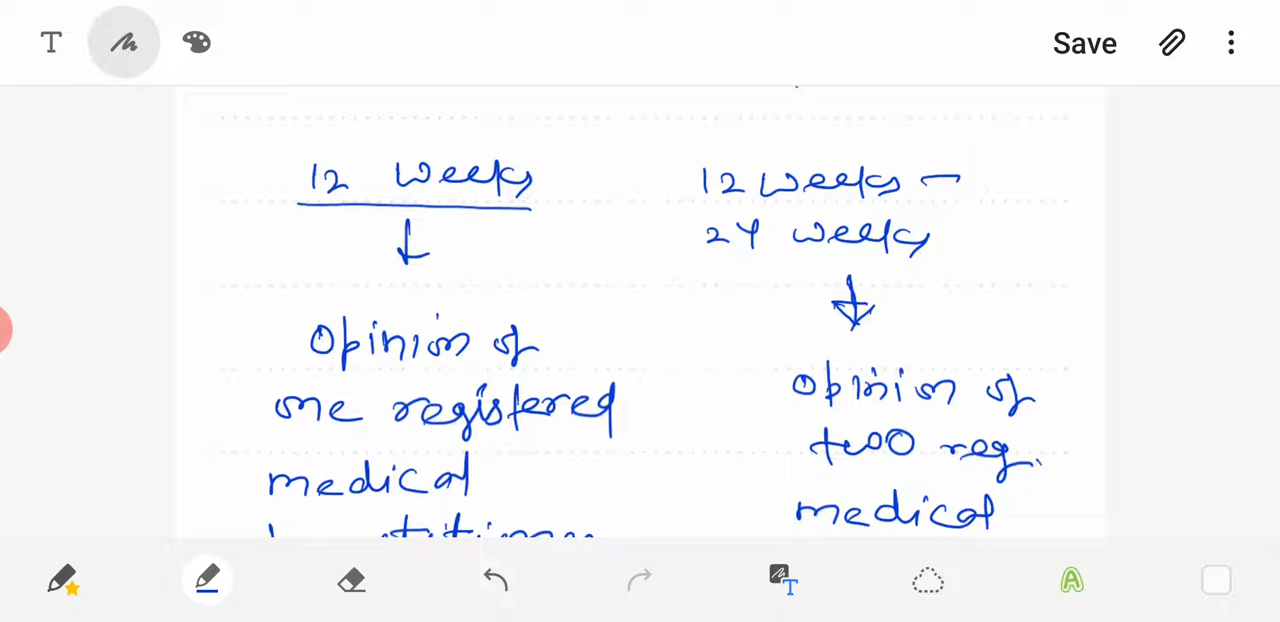 T Save
12 weeks
Opinion of
one registered
medical
12 weeks -
24 weeks
Opinion of
two reg.
medical
T
A